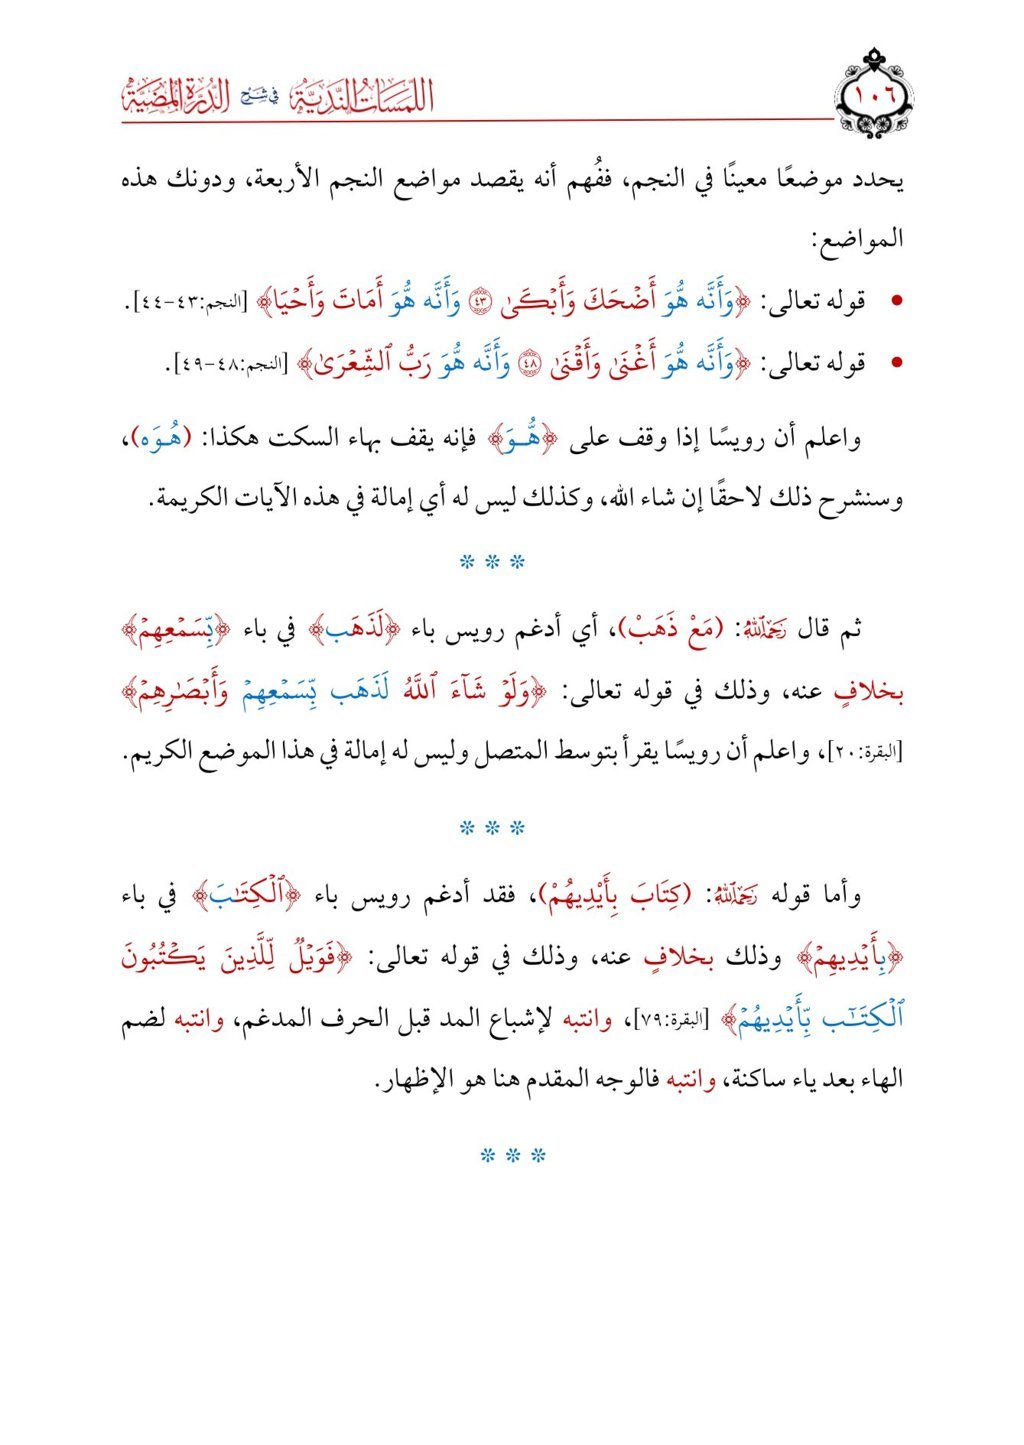 ١٠٦
اللمسات الندية في شرح الدرة المضية
يحدد موضعًا معينًا في النجم، ففُهم أنه يقصد مواضع النجم الأربعة، ودونك هذه
المواضع:
• قوله تعالى: ﴿وَأَنَّه هُّوَ أَضۡحَكَ وَأَبۡكَىٰ ٤٣ وَأَنَّه هُّوَ أَمَاتَ وَأَحۡيَا﴾ [النجم:٤٣-٤٤].
• قوله تعالى: ﴿وَأَنَّه هُّوَ أَغۡنَىٰ وَأَقۡنَىٰ ٤٨ وَأَنَّه هُّوَ رَبُّ ٱلشِّعۡرَىٰ﴾ [النجم:٤٨-٤٩].
واعلم أن رويسًا إذا وقف على ﴿هُّوَ﴾ فإنه يقف بهاء السكت هكذا: (هُوَه)،
وسنشرح ذلك لاحقًا إن شاء الله، وكذلك ليس له أي إمالة في هذه الآيات الكريمة.
* * *
ثم قال رَحِمَهُ ٱللَّهُ: (مَعْ ذَهَبْ)، أي أدغم رويس باء ﴿لَذَهَب﴾ في باء ﴿بِّسَمۡعِهِمۡ﴾
بخلافٍ عنه، وذلك في قوله تعالى: ﴿وَلَوۡ شَآءَ ٱللَّهُ لَذَهَب بِّسَمۡعِهِمۡ وَأَبۡصَٰرِهِمۡ﴾
[البقرة:٢٠]، واعلم أن رويسًا يقرأ بتوسط المتصل وليس له إمالة في هذا الموضع الكريم.
* * *
وأما قوله رَحِمَهُ ٱللَّهُ: (كِتَابَ بِأَيْدِيهُمْ)، فقد أدغم رويس باء ﴿ٱلۡكِتَٰبَ﴾ في باء
﴿بِأَيۡدِيهِمۡ﴾ وذلك بخلافٍ عنه، وذلك في قوله تعالى: ﴿فَوَيۡلٞ لِّلَّذِينَ يَكۡتُبُونَ
ٱلۡكِتَٰٓب بِّأَيۡدِيهُمۡ﴾ [البقرة:٧٩]، وانتبه لإشباع المد قبل الحرف المدغم، وانتبه لضم
الهاء بعد ياء ساكنة، وانتبه فالوجه المقدم هنا هو الإظهار.
* * *